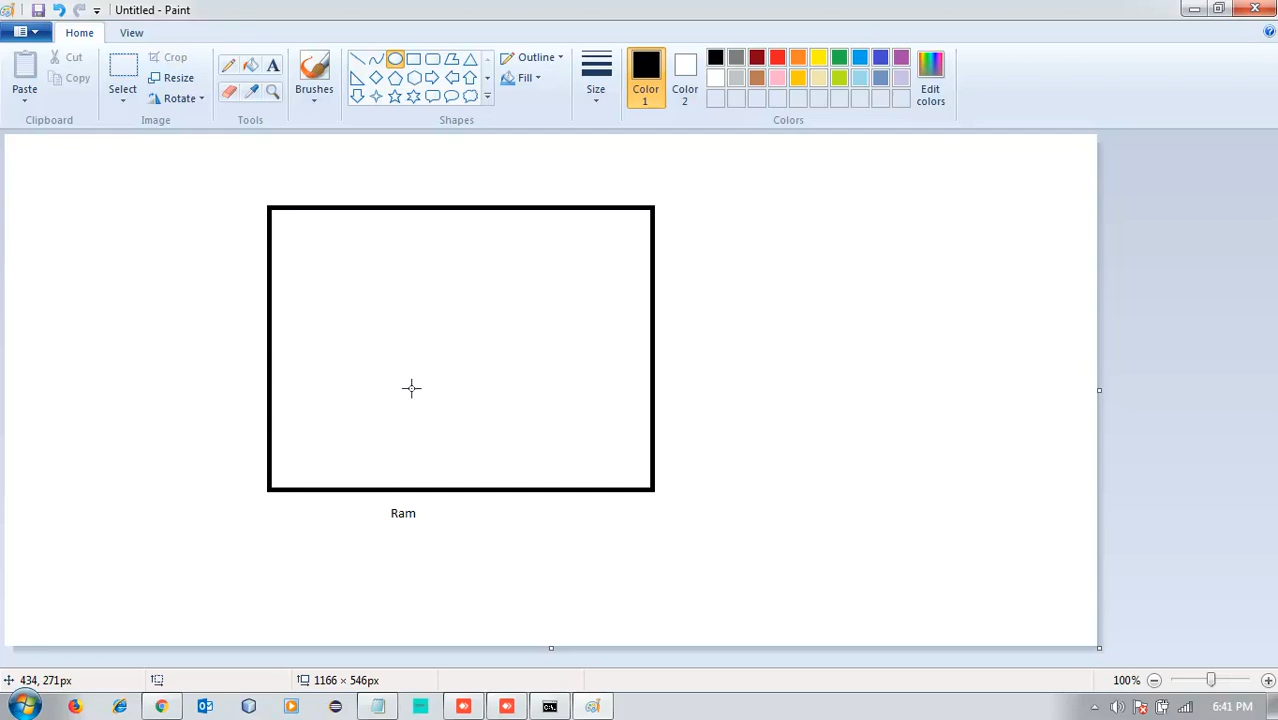 Untitled - Paint
Home
View
Paste
Cut
Copy
Clipboard
Select
Crop
Resize
Rotate
Image
A
Tools
Brushes
Outline
Fill
Shapes
Size
Color
1
Color
2
Edit
colors
Colors
Ram
434, 271px
1166 × 546px
100%
C:\
6:41 PM